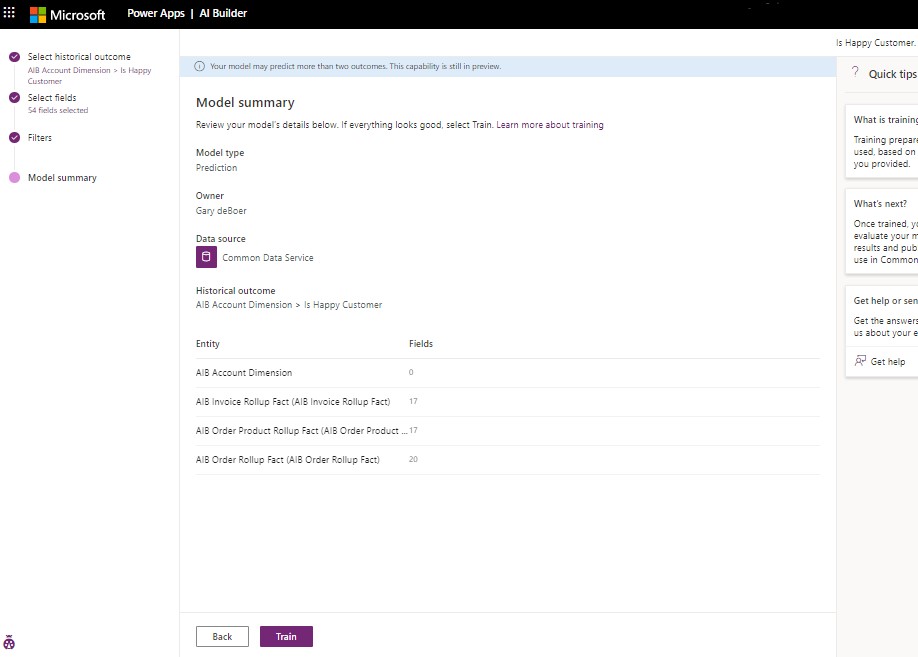 Microsoft
Power Apps | AI Builder
Select historical outcome
AIB Account Dimension > Is Happy
Customer
Select fields
54 fields selected
Filters
Model summary
Your model may predict more than two outcomes. This capability is still in preview.
Model summary
Review your model's details below. If everything looks good, select Train. Learn more about training
Model type
Prediction
Owner
Gary deBoer
Data source
Common Data Service
Historical outcome
AIB Account Dimension > Is Happy Customer
Entity Fields
AIB Account Dimension 0
AIB Invoice Rollup Fact (AIB Invoice Rollup Fact) 17
AIB Order Product Rollup Fact (AIB Order Product ... 17
AIB Order Rollup Fact (AIB Order Rollup Fact) 20
Back
Train
Is Happy Customer.
? Quick tips
What is training
Training prepare
used, based on
you provided.
What's next?
Once trained, yo
evaluate your m
results and pub
use in Common
Get help or sen
Get the answers
us about your e
Get help